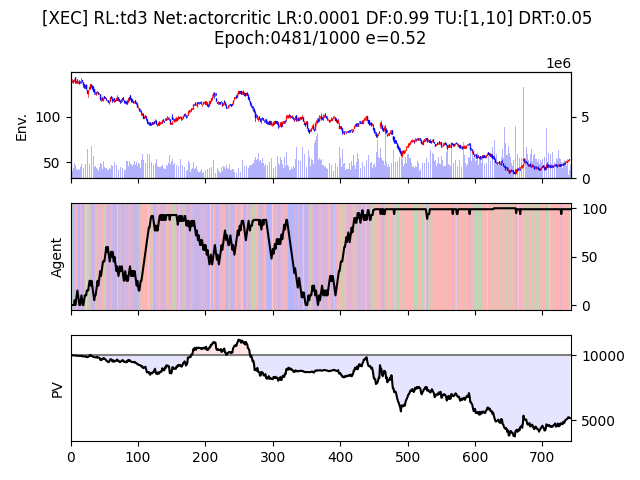 [XEC] RL:td3 Net:actorcritic LR:0.0001 DF:0.99 TU:[1,10] DRT:0.05
Epoch:0481/1000 e=0.52
1e6
Env.
100
50
5
0
Agent
100
50
0
PV
10000
5000
0 100 200 300 400 500 600 700